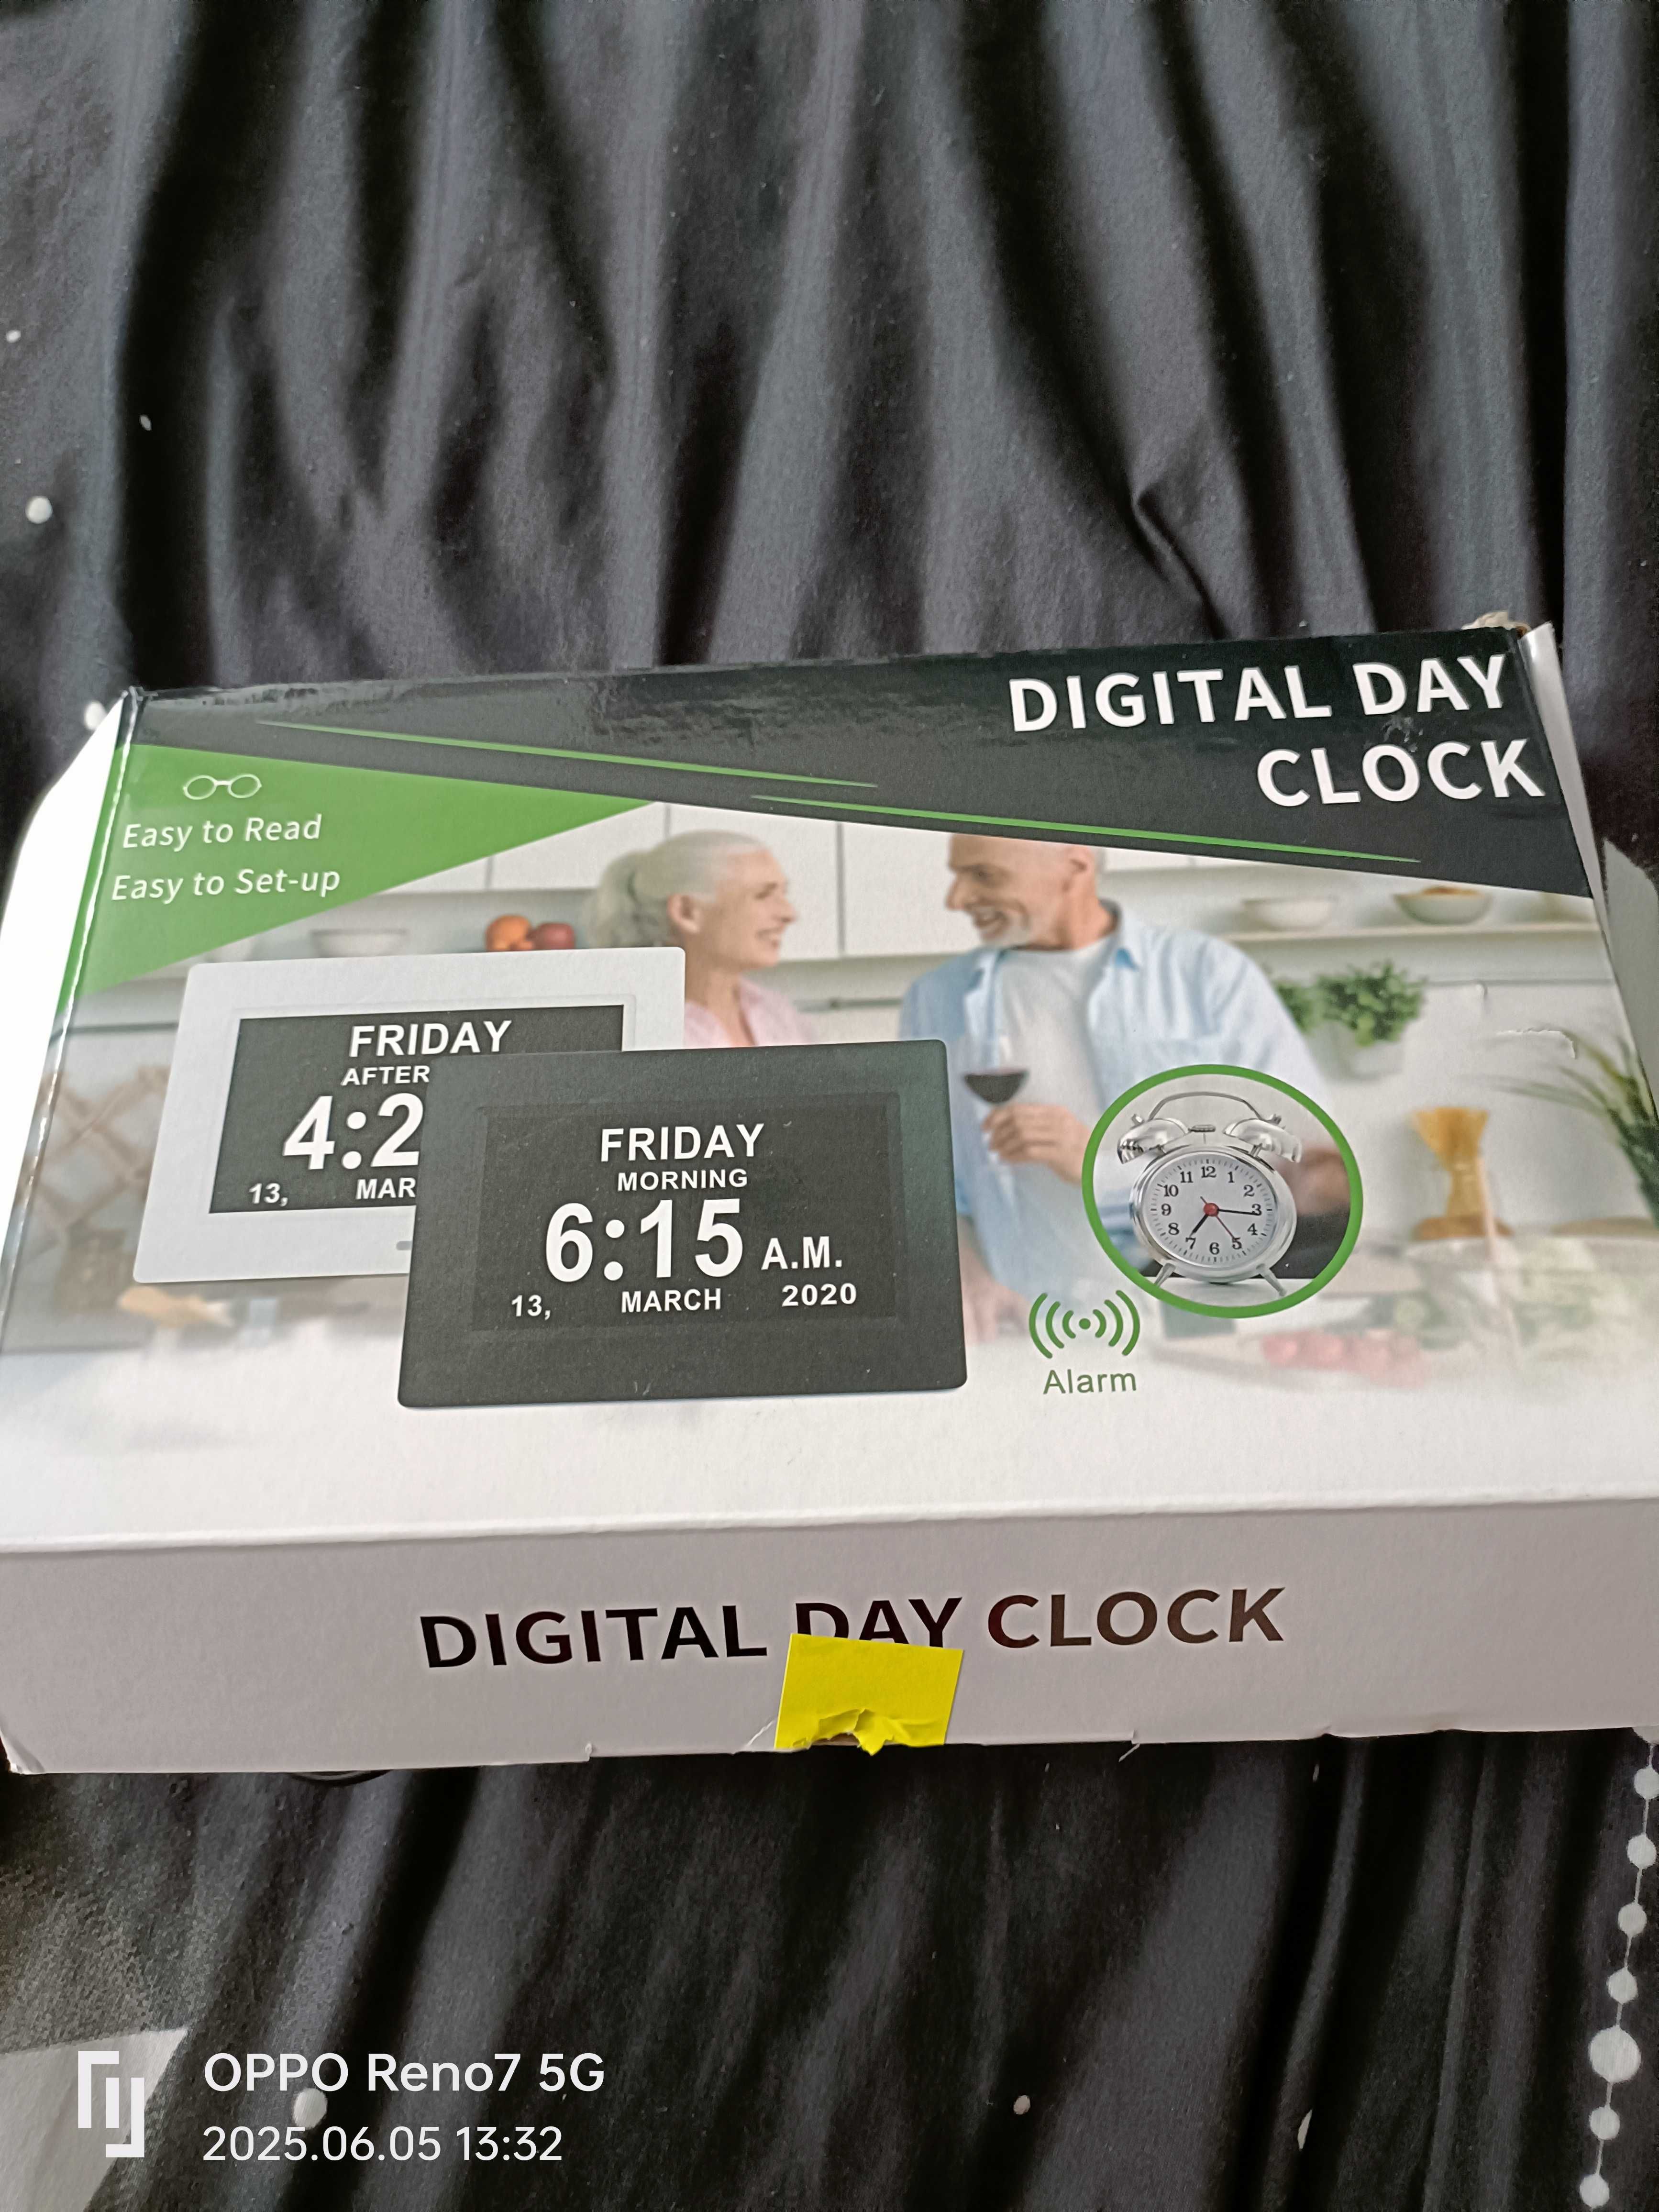 DIGITAL DAY
CLOCK
Easy to Read
Easy to Set-up
FRIDAY
AFTER
4:2
13, MAR
FRIDAY
MORNING
6:15 A.M.
13, MARCH 2020
11 12 1
10 2
9 3
8 4
7 6 5
Alarm
DIGITAL DAY CLOCK
OPPO Reno7 5G
2025.06.05 13:32